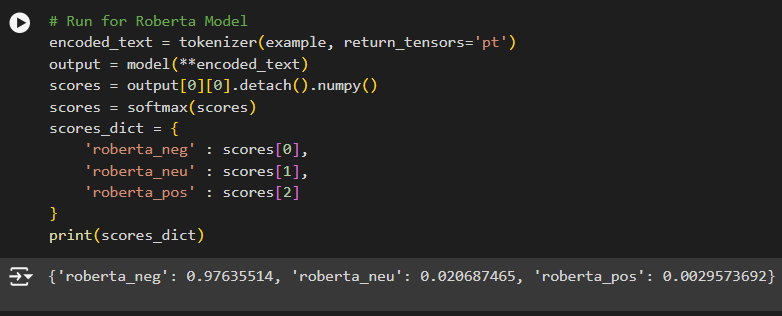 # Run for Roberta Model
encoded_text = tokenizer(example, return_tensors='pt')
output = model(**encoded_text)
scores = output[0][0].detach().numpy()
scores = softmax(scores)
scores_dict = {
    'roberta_neg' : scores[0],
    'roberta_neu' : scores[1],
    'roberta_pos' : scores[2]
}
print(scores_dict)
{'roberta_neg': 0.97635514, 'roberta_neu': 0.020687465, 'roberta_pos': 0.0029573692}